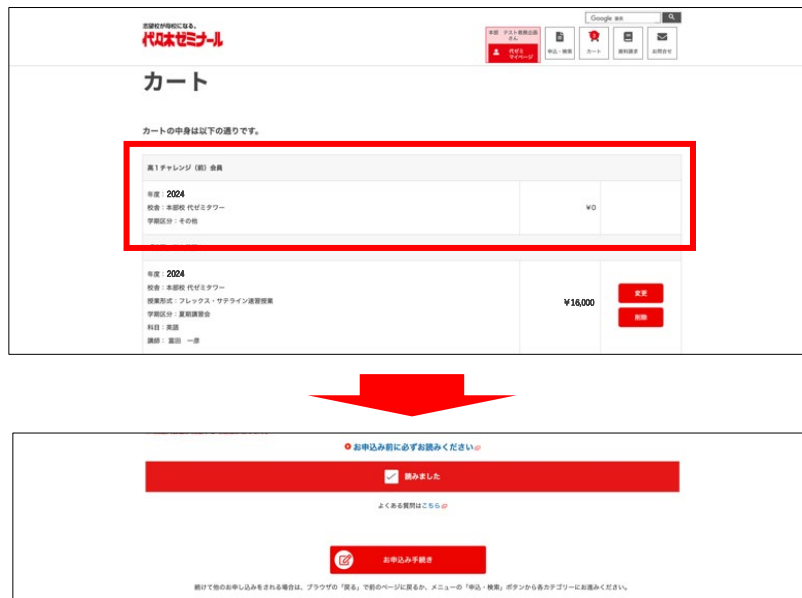 志望校が母校になる。
代々木ゼミナール
Google 提供
本部 テスト教務企画
さん
代ゼミ
マイページ
申込・検索
カート
資料請求
お問合せ
カート
カートの中身は以下の通りです。
高1チャレンジ（前）会員
年度：2024
校舎：本部校 代ゼミタワー
学期区分：その他
¥0
年度：2024
校舎：本部校 代ゼミタワー
授業形式：フレックス・サテライン速習授業
学期区分：夏期講習会
科目：英語
講師： 富田 一彦
¥16,000
変更
削除
お申込み前に必ずお読みください
読みました
よくある質問はこちら
お申込み手続き
続けて他のお申し込みをされる場合は、ブラウザの「戻る」で前のページに戻るか、メニューの「申込・検索」ボタンから各カテゴリーにお進みください。